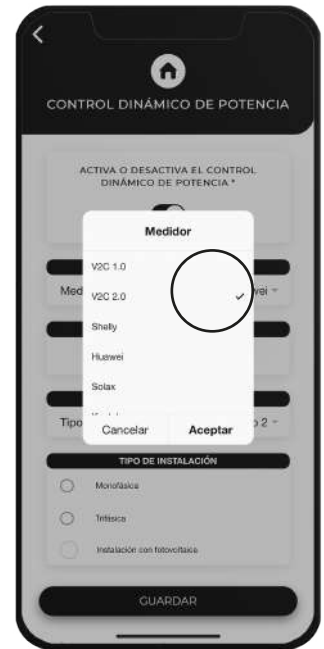 CONTROL DINÁMICO DE POTENCIA
ACTIVA O DESACTIVA EL CONTROL
DINÁMICO DE POTENCIA *
Medidor
V2C 1.0
V2C 2.0
Med
wei
Shelly
Huawei
Solax
Tipo
o 2
Cancelar
Aceptar
TIPO DE INSTALACIÓN
Monofásica
Trifásica
Instalación con fotovoltaica
GUARDAR